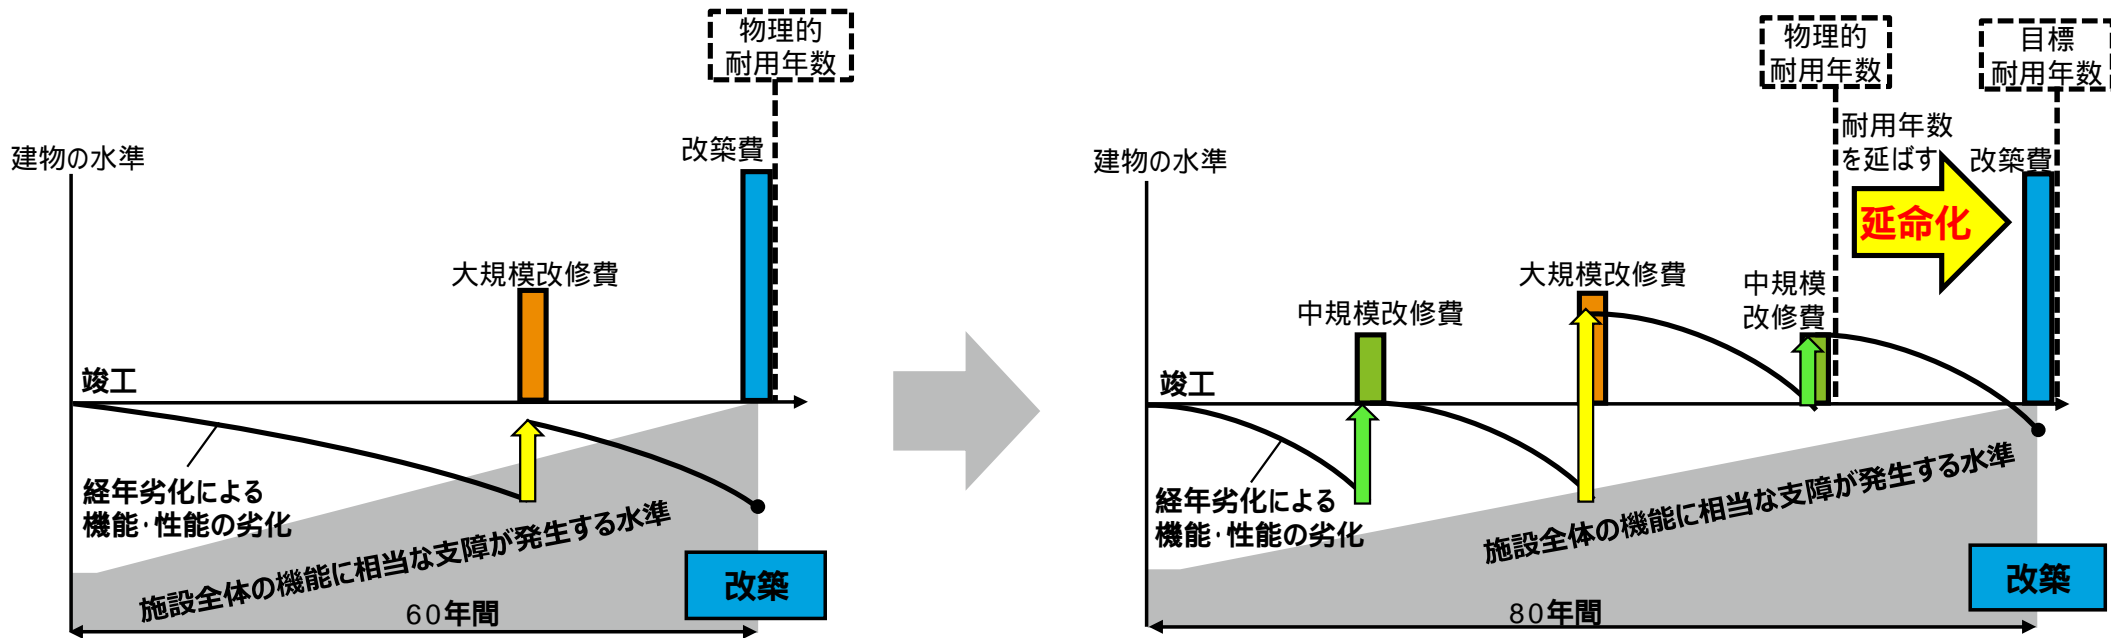 物理的
耐用年数
改築費
建物の水準
大規模改修費
竣工
経年劣化による
機能・性能の劣化
施設全体の機能に相当な支障が発生する水準
改築
60年間
物理的
耐用年数
目標
耐用年数
耐用年数
を延ばす
改築費
建物の水準
延命化
大規模改修費
中規模
改修費
中規模改修費
竣工
経年劣化による
機能・性能の劣化
施設全体の機能に相当な支障が発生する水準
改築
80年間